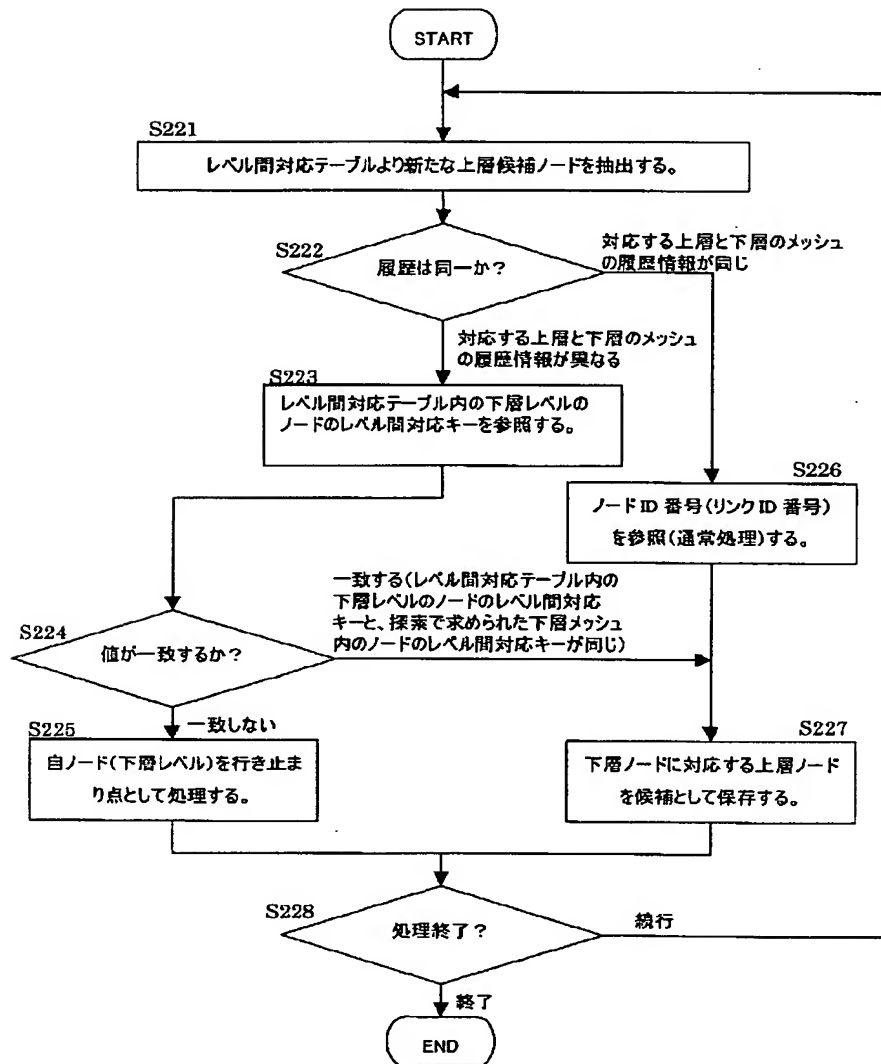 START
S221
レベル間対応テーブルより新たな上層候補ノードを抽出する。
S222
履歴は同一か？
対応する上層と下層のメッシュ
の履歴情報が同じ
対応する上層と下層のメッシュ
の履歴情報が異なる
S223
レベル間対応テーブル内の下層レベルの
ノードのレベル間対応キーを参照する。
S226
ノードID 番号（リンクID 番号）
を参照（通常処理）する。
一致する（レベル間対応テーブル内の
下層レベルのノードのレベル間対応
キーと、探索で求められた下層メッシュ
内のノードのレベル間対応キーが同じ）
S224
値が一致するか？
一致しない
S225
自ノード（下層レベル）を行き止ま
り点として処理する。
S227
下層ノードに対応する上層ノード
を候補として保存する。
S228
処理終了？
続行
終了
END